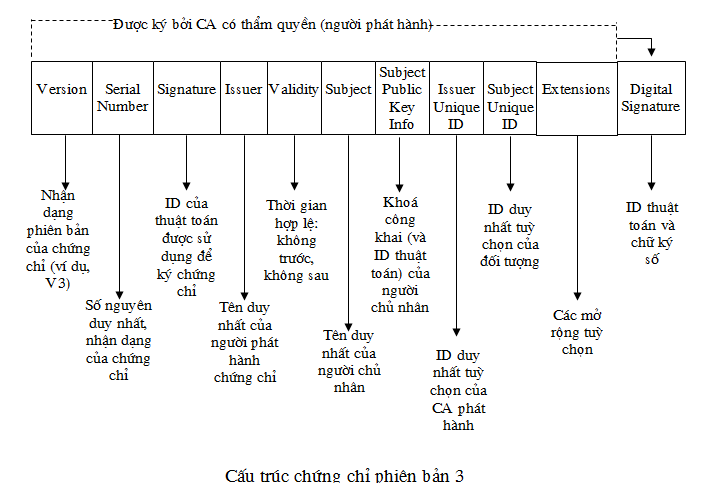 Được ký bởi CA có thẩm quyền (người phát hành)
Version
Serial
Number
Signature
Issuer
Validity
Subject
Subject
Public
Key
Info
Issuer
Unique
ID
Subject
Unique
ID
Extensions
Digital
Signature
Nhận
dạng
phiên bản
của chứng
chỉ (ví dụ,
V3)
Số nguyên
duy nhất,
nhận dạng
của chứng
chỉ
ID của
thuật toán
được sử
dụng để
ký chứng
chỉ
Tên duy
nhất của
người phát
hành
chứng chỉ
Thời gian
hợp lệ:
không
trước,
không sau
Tên duy
nhất của
người chủ
nhân
Khoá
công
khai (và
ID thuật
toán) của
người
chủ nhân
ID duy
nhất tuỳ
chọn của
CA phát
hành
ID duy
nhất tuỳ
chọn của
đối tượng
Các mở
rộng tuỳ
chọn
ID thuật
toán và
chữ ký
số
Cấu trúc chứng chỉ phiên bản 3